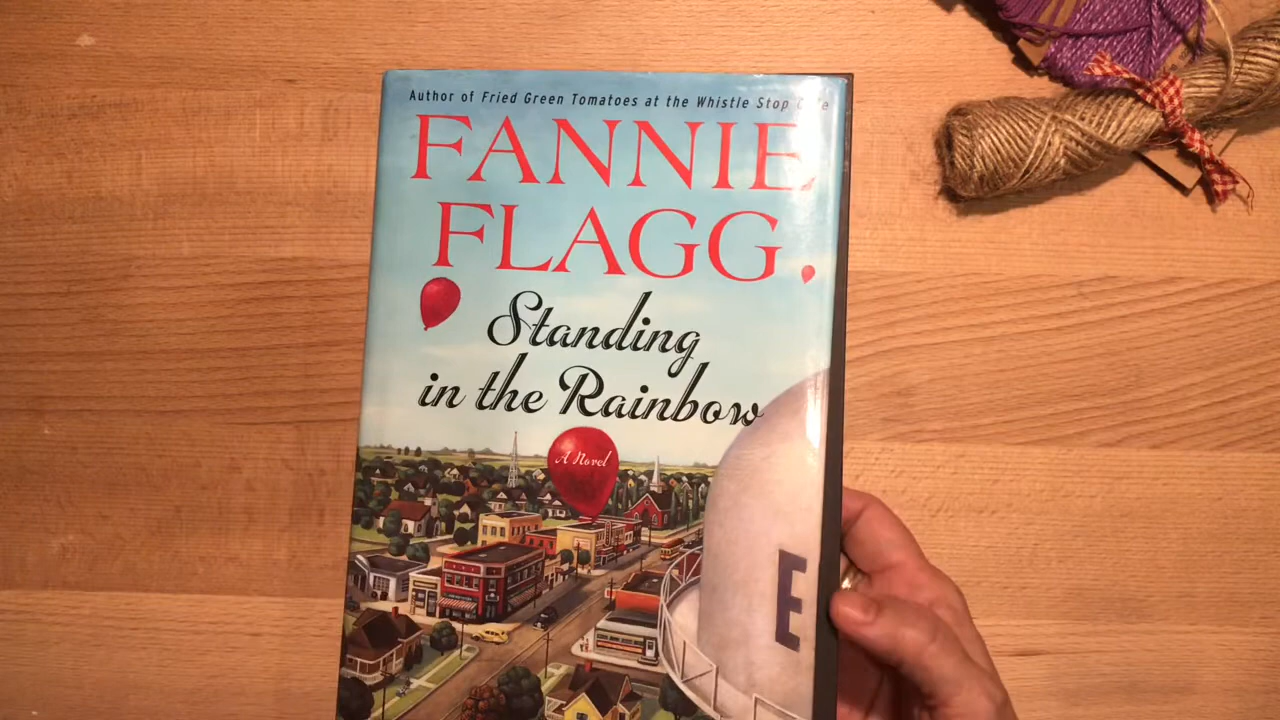 Author of Fried Green Tomatoes at the Whistle Stop
FANNIE
FLAGG
Standing
in the Rainbow
A Novel
E